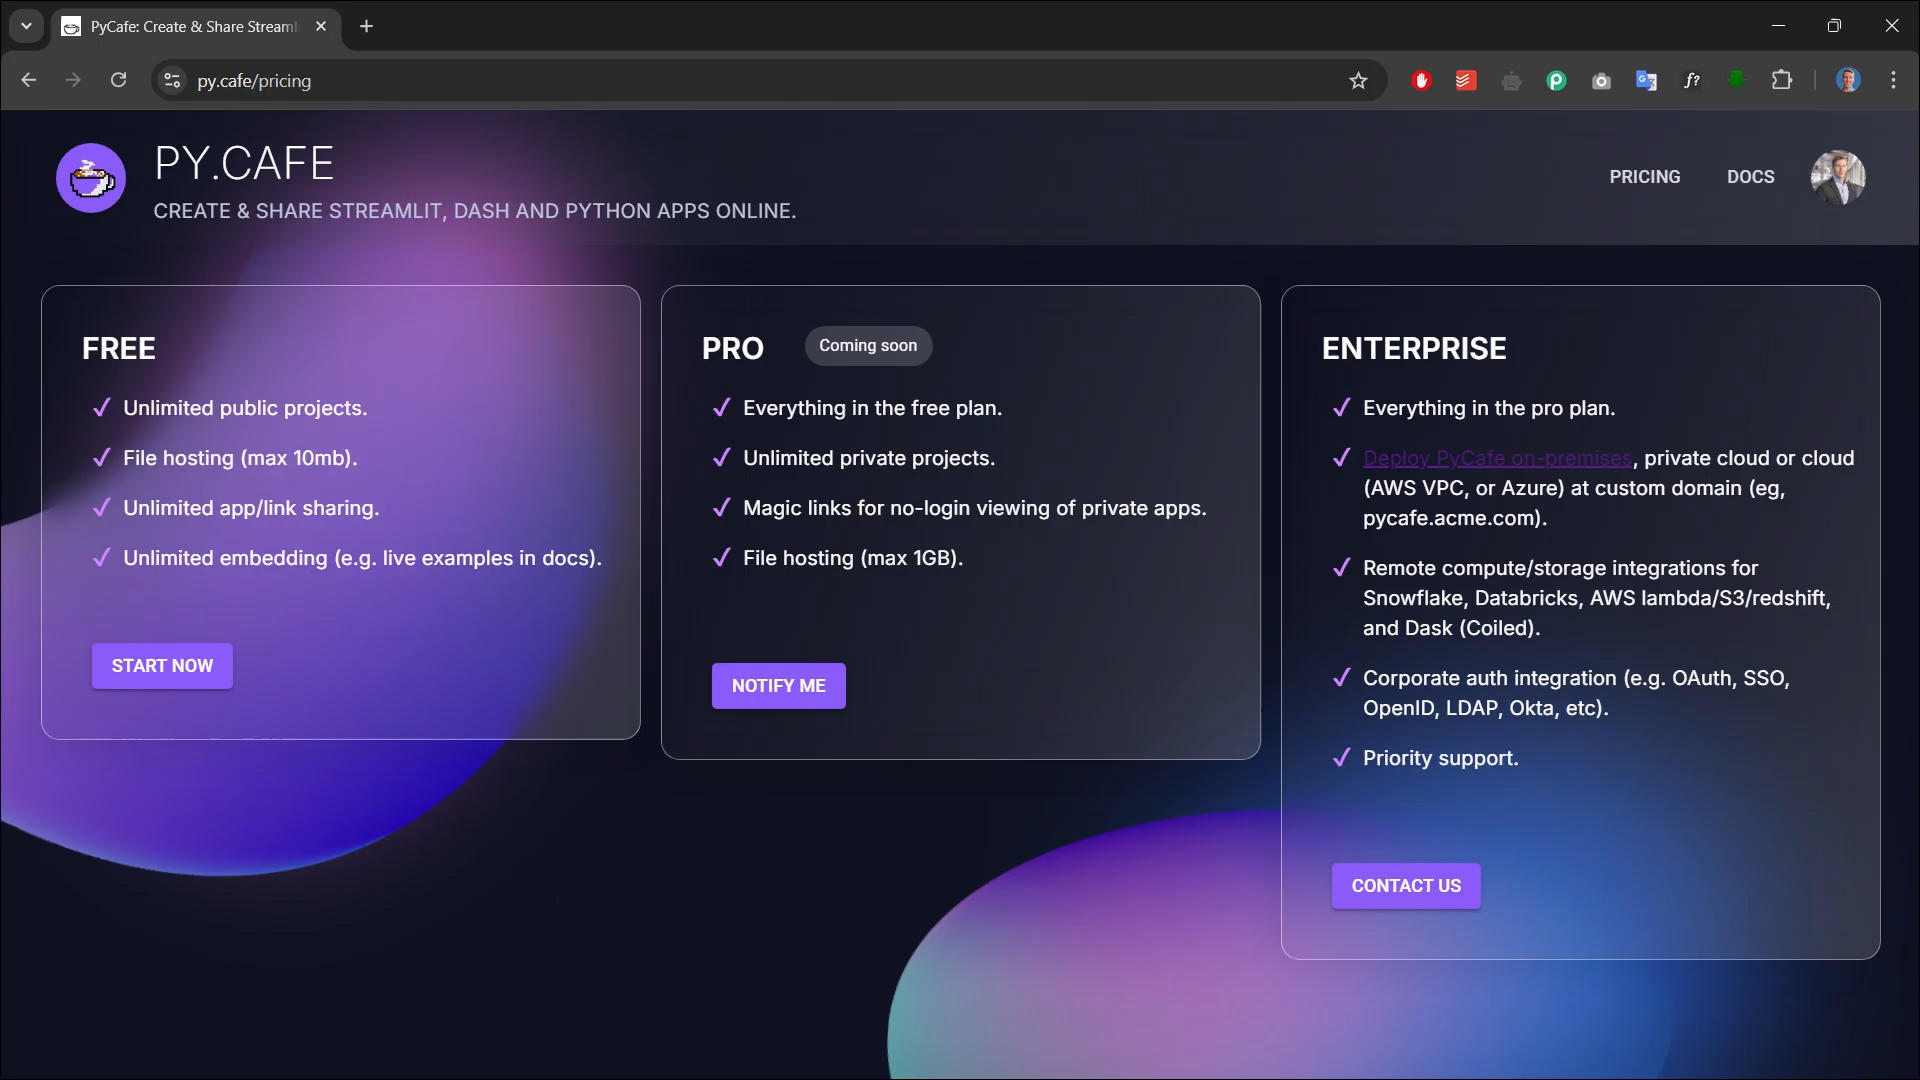 PyCafe: Create & Share Streaml
py.cafe/pricing
PY.CAFE
CREATE & SHARE STREAMLIT, DASH AND PYTHON APPS ONLINE.
PRICING
DOCS
FREE
Unlimited public projects.
File hosting (max 10mb).
Unlimited app/link sharing.
Unlimited embedding (e.g. live examples in docs).
START NOW
PRO
Coming soon
Everything in the free plan.
Unlimited private projects.
Magic links for no-login viewing of private apps.
File hosting (max 1GB).
NOTIFY ME
ENTERPRISE
Everything in the pro plan.
Deploy PyCafe on-premises, private cloud or cloud
(AWS VPC, or Azure) at custom domain (eg,
pycafe.acme.com).
Remote compute/storage integrations for
Snowflake, Databricks, AWS lambda/S3/redshift,
and Dask (Coiled).
Corporate auth integration (e.g. OAuth, SSO,
OpenID, LDAP, Okta, etc).
Priority support.
CONTACT US